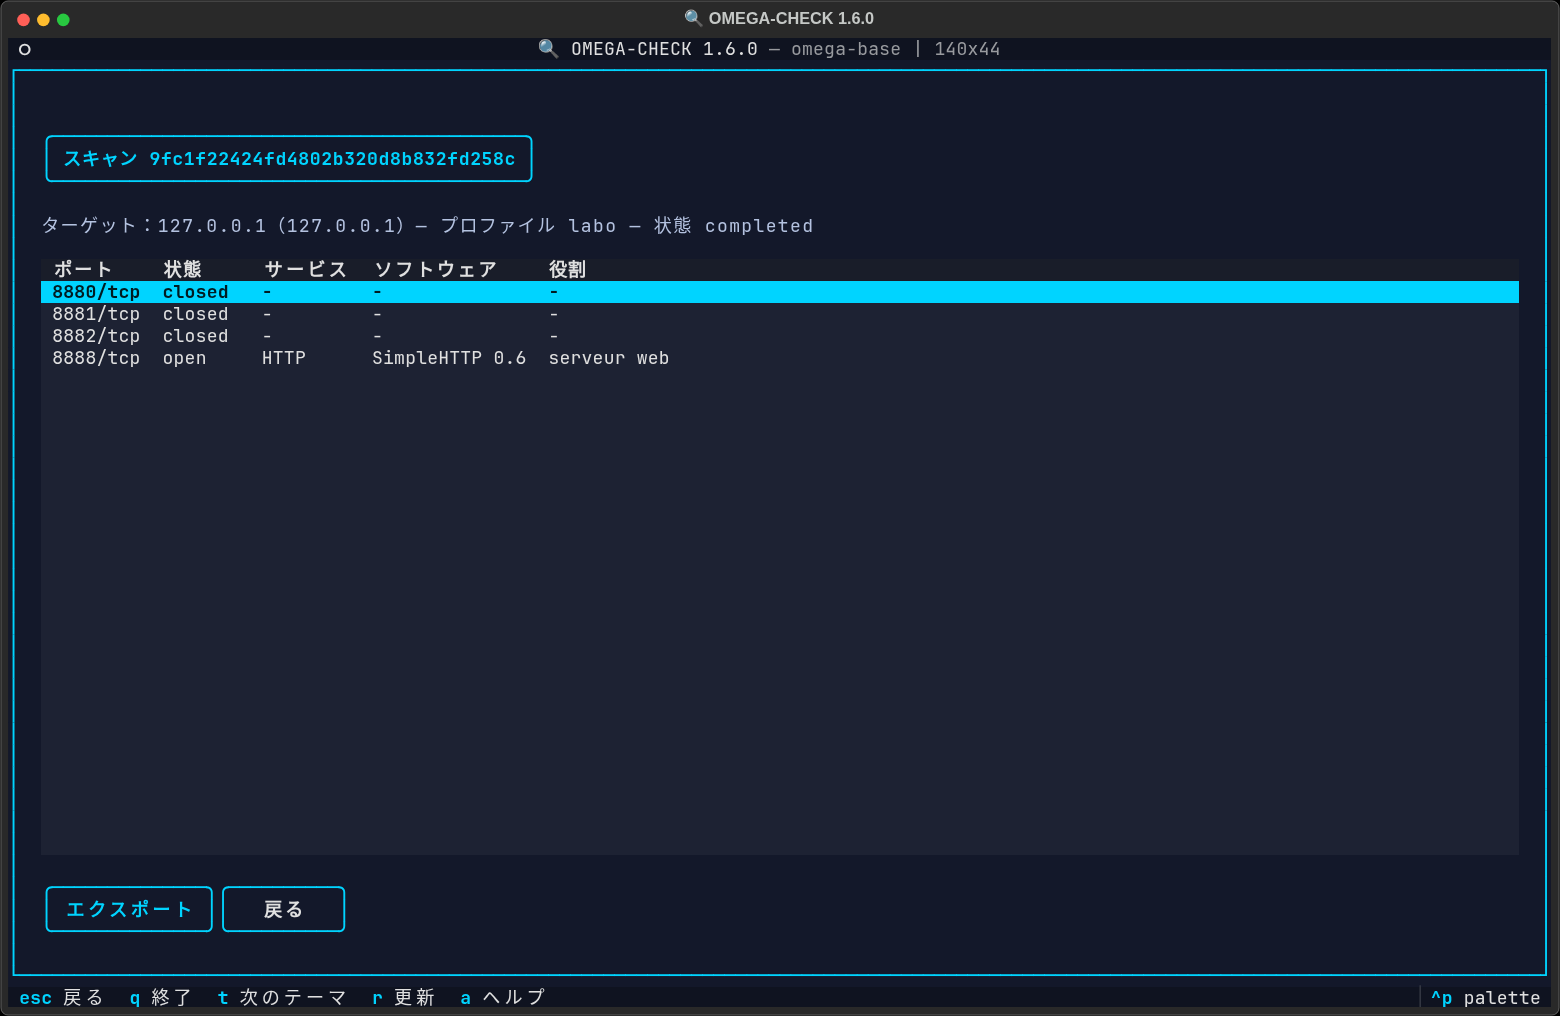 🔍 OMEGA-CHECK 1.6.0
🔍 OMEGA-CHECK 1.6.0 — omega-base | 140x44
スキャン 9fc1f22424fd4802b320d8b832fd258c
ターゲット：127.0.0.1（127.0.0.1）— プロファイル labo — 状態 completed
ポート 状態 サービス ソフトウェア 役割
8880/tcp closed - - -
8881/tcp closed - - -
8882/tcp closed - - -
8888/tcp open HTTP SimpleHTTP 0.6 serveur web
エクスポート 戻る
esc 戻る q 終了 t 次のテーマ r 更新 a ヘルプ ^p palette